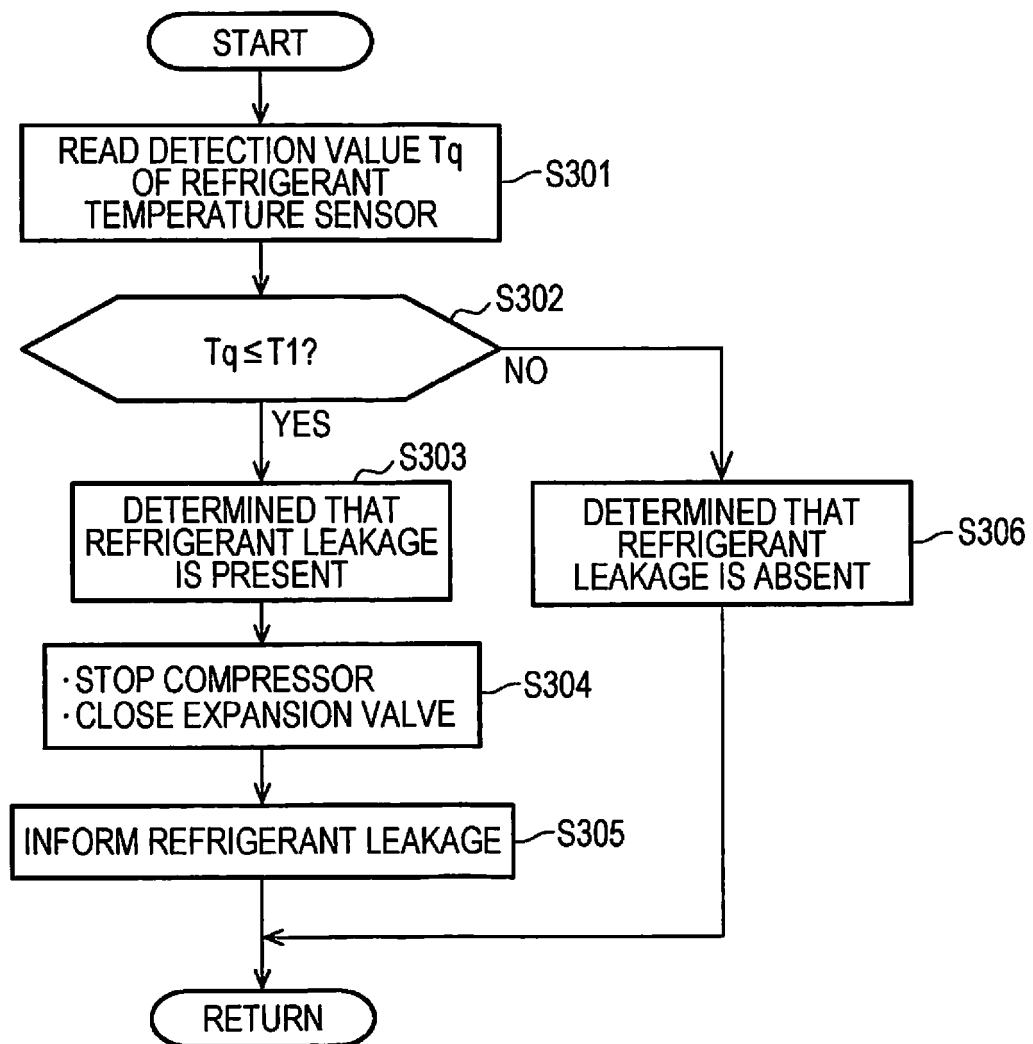 START
READ DETECTION VALUE Tq
OF REFRIGERANT
TEMPERATURE SENSOR
S301
S302
Tq≤T1?
NO
YES
S303
DETERMINED THAT
REFRIGERANT LEAKAGE
IS PRESENT
DETERMINED THAT
REFRIGERANT
LEAKAGE IS ABSENT
S306
·STOP COMPRESSOR
·CLOSE EXPANSION VALVE
S304
INFORM REFRIGERANT LEAKAGE
S305
RETURN